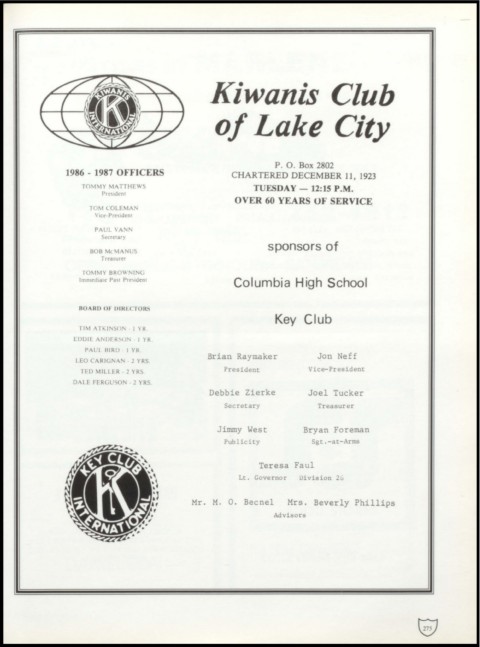 KIWANIS
INTERNATIONAL
K
Kiwanis Club
of Lake City
1986 - 1987 OFFICERS
TOMMY MATTHEWS
President
TOM COLEMAN
Vice-President
PAUL VANN
Secretary
BOB McMANUS
Treasurer
TOMMY BROWNING
Immediate Past President
BOARD OF DIRECTORS
TIM ATKINSON - 1 YR.
EDDIE ANDERSON - 1 YR.
PAUL BIRD - 1 YR.
LEO CARIGNAN - 2 YRS.
TED MILLER - 2 YRS.
DALE FERGUSON - 2 YRS.
KEY CLUB
K
INTERNATIONAL
P. O. Box 2802
CHARTERED DECEMBER 11, 1923
TUESDAY — 12:15 P.M.
OVER 60 YEARS OF SERVICE
sponsors of
Columbia High School
Key Club
Brian Raymaker Jon Neff
President Vice-President
Debbie Zierke Joel Tucker
Secretary Treasurer
Jimmy West Bryan Foreman
Publicity Sgt.-at-Arms
Teresa Faul
Lt. Governor Division
Mr. M. O. Becnel Mrs. Beverly Phillips
Advisors
275